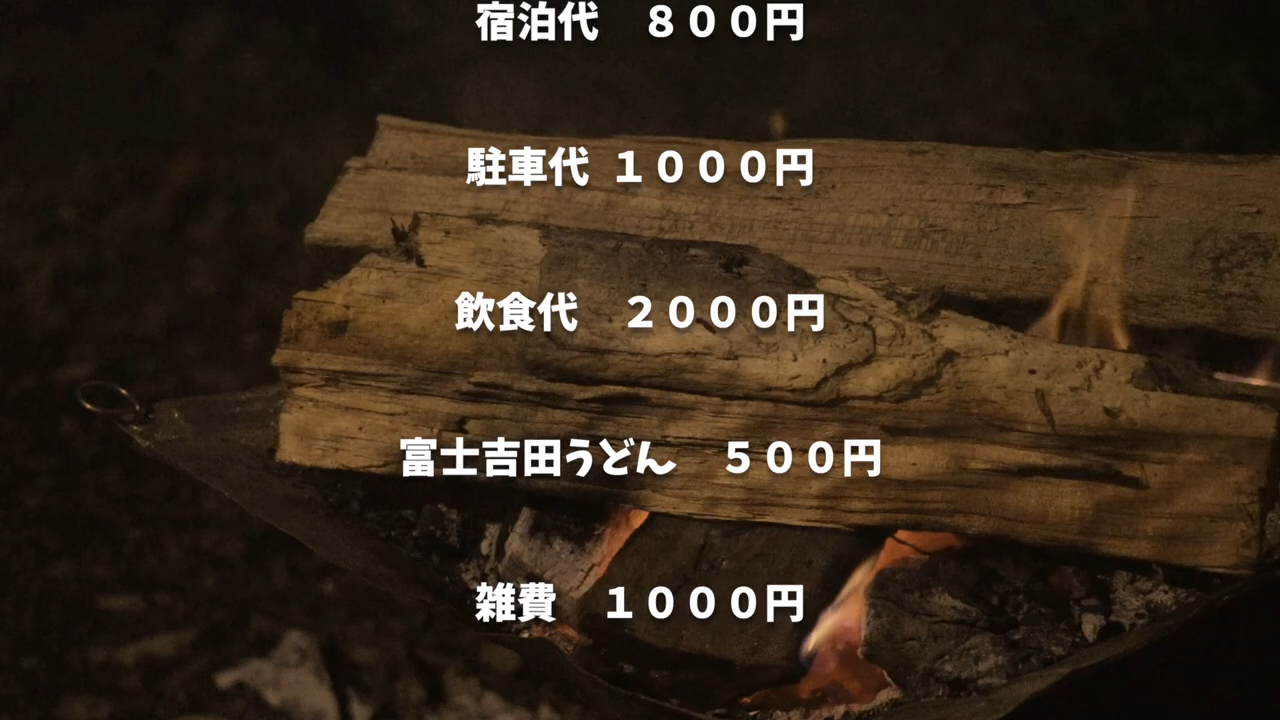 宿泊代　８００円
駐車代 １０００円
飲食代　２０００円
富士吉田うどん　５００円
雑費　１０００円